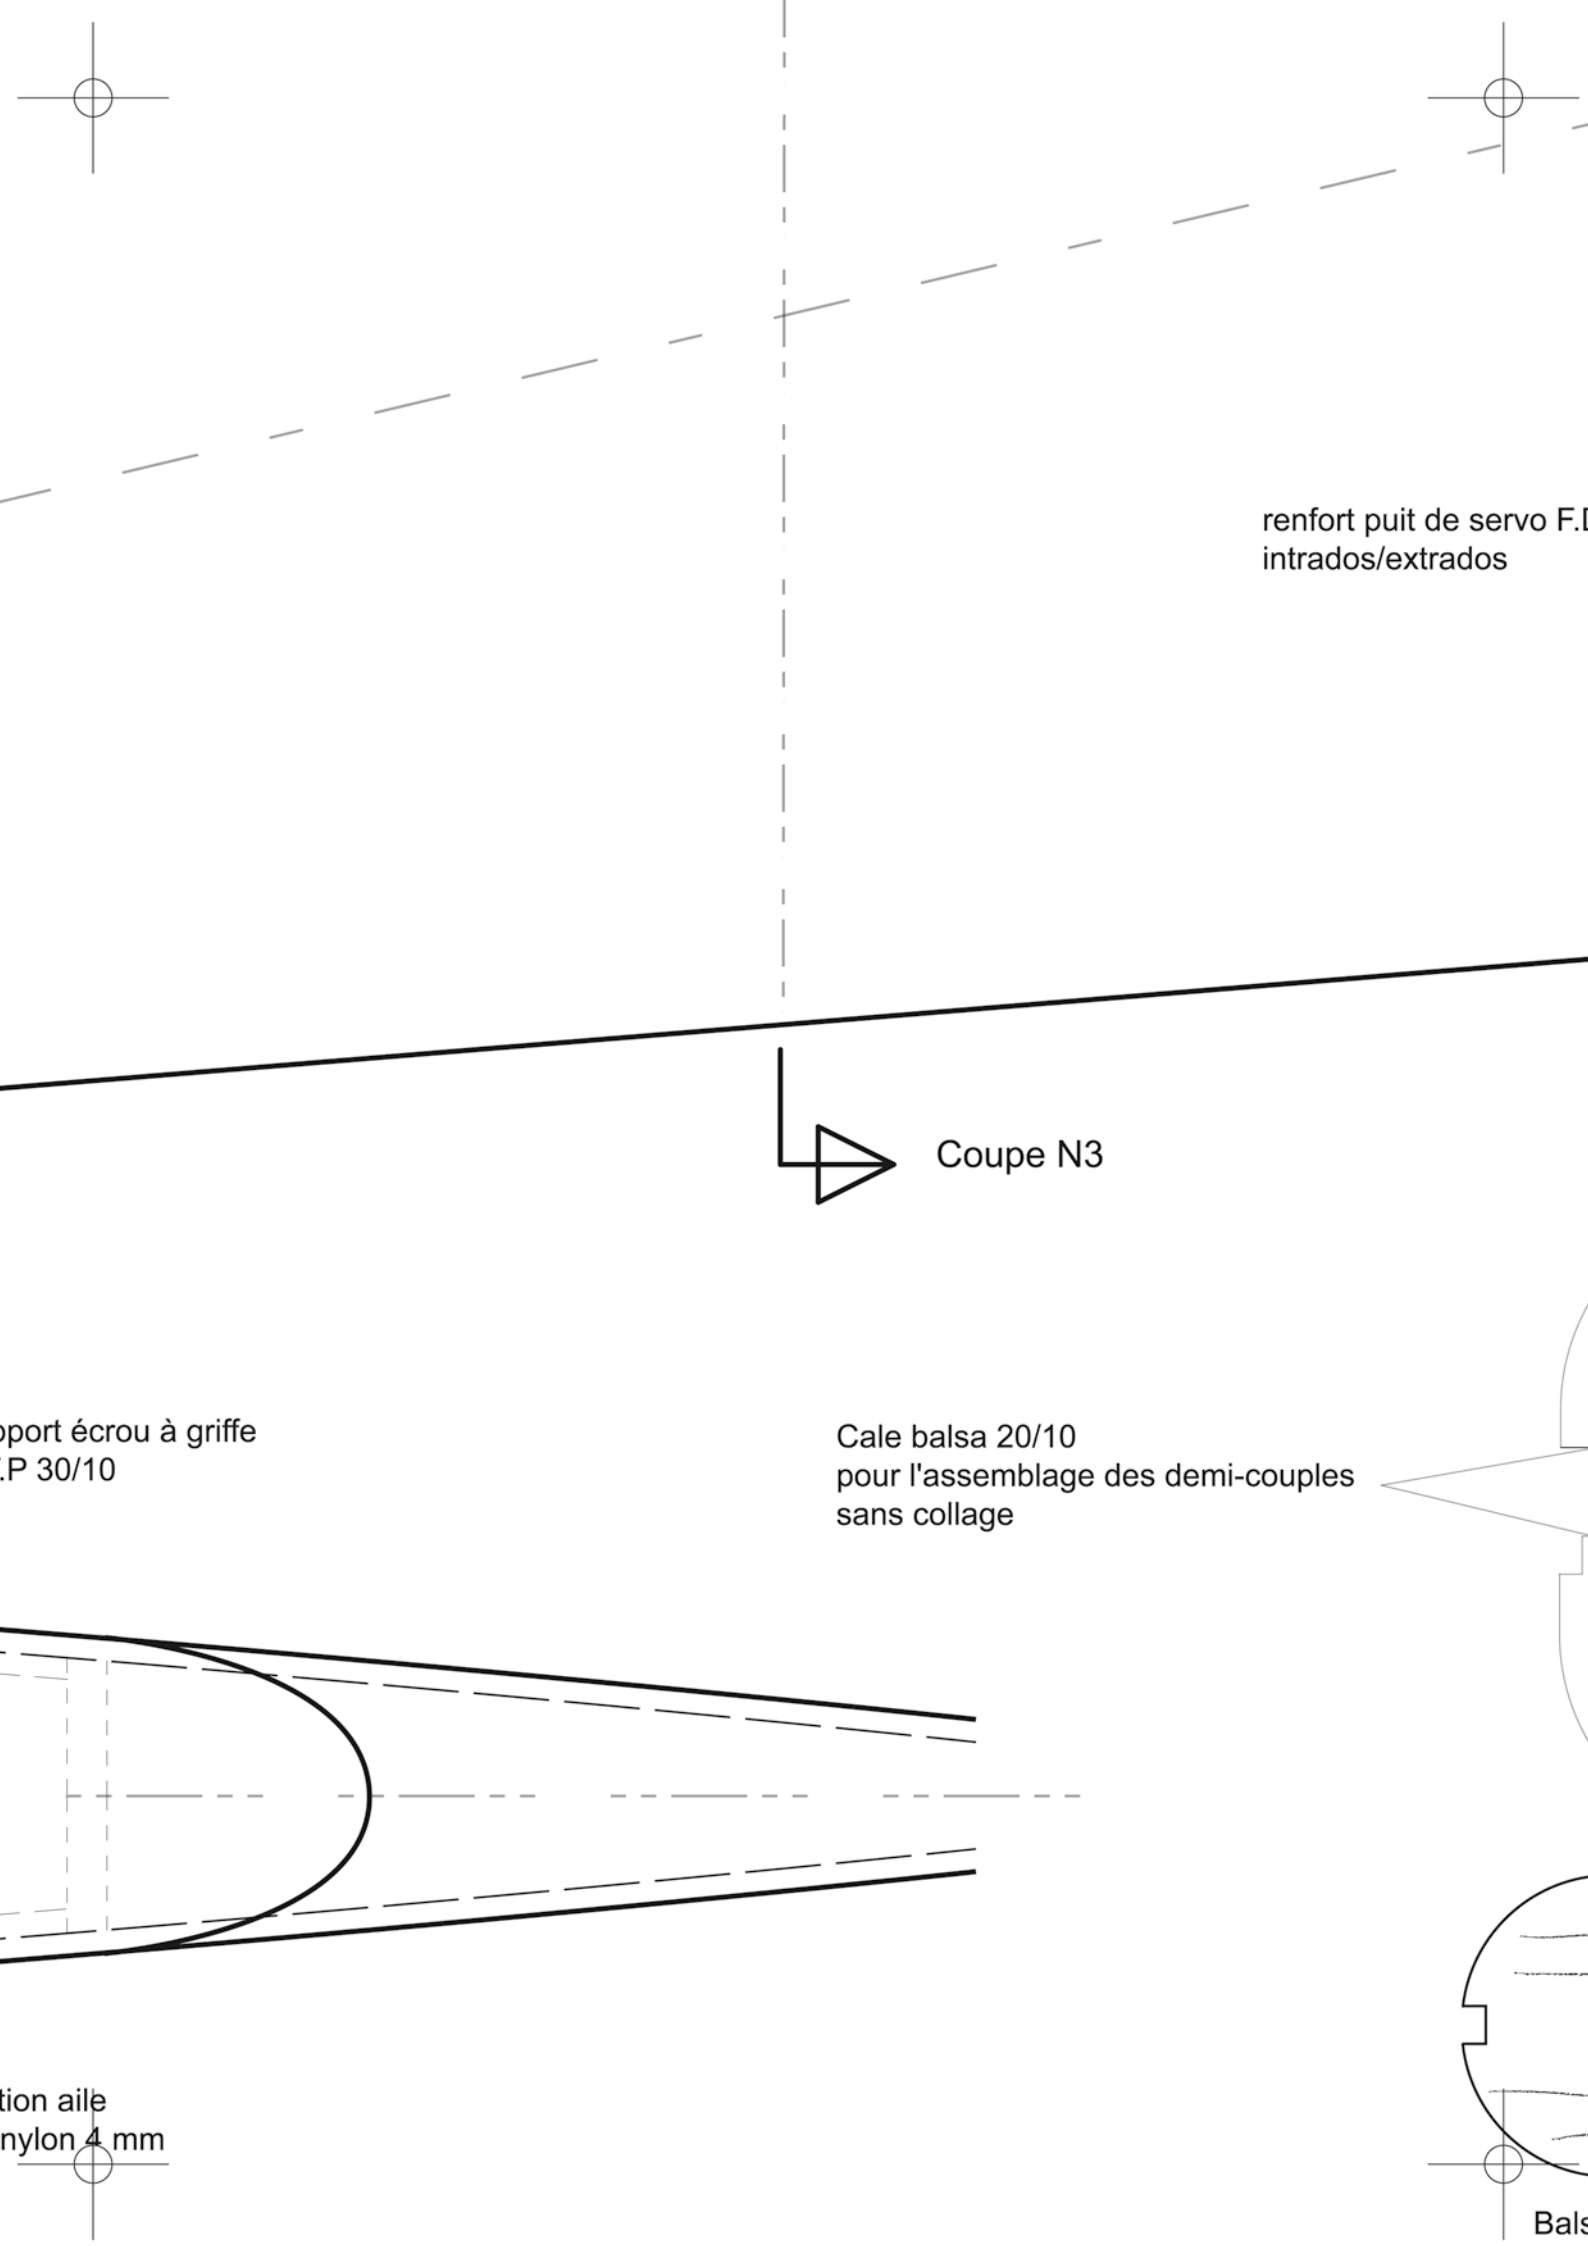 renfort puit de servo F.D
intrados/extrados
Coupe N3
pport écrou à griffe
.P 30/10
Cale balsa 20/10
pour l'assemblage des demi-couples
sans collage
tion aile
nylon 4 mm
Bals